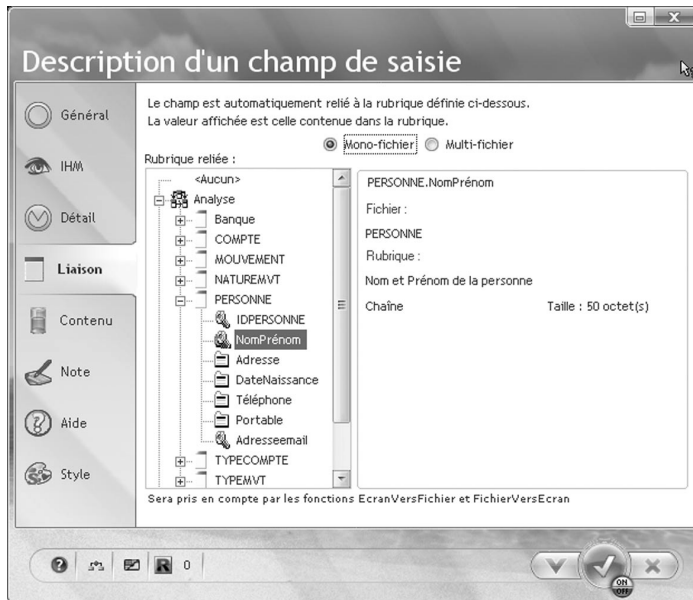 Description d'un champ de saisie
Général
IHM
Détail
Liaison
Contenu
Note
Aide
Style
Le champ est automatiquement relié à la rubrique définie ci-dessous.
La valeur affichée est celle contenue dans la rubrique.
Mono-fichier
Multi-fichier
Rubrique reliée :
<Aucun>
Analyse
Banque
COMPTE
MOUVEMENT
NATUREMVT
PERSONNE
IDPERSONNE
NomPrénom
Adresse
DateNaissance
Téléphone
Portable
Adresseemail
TYPECOMPTE
TYPEMVT
PERSONNE.NomPrénom
Fichier :
PERSONNE
Rubrique :
Nom et Prénom de la personne
Chaîne Taille : 50 octet(s)
Sera pris en compte par les fonctions EcranVersFichier et FichierVersEcran
R 0
ON
OFF